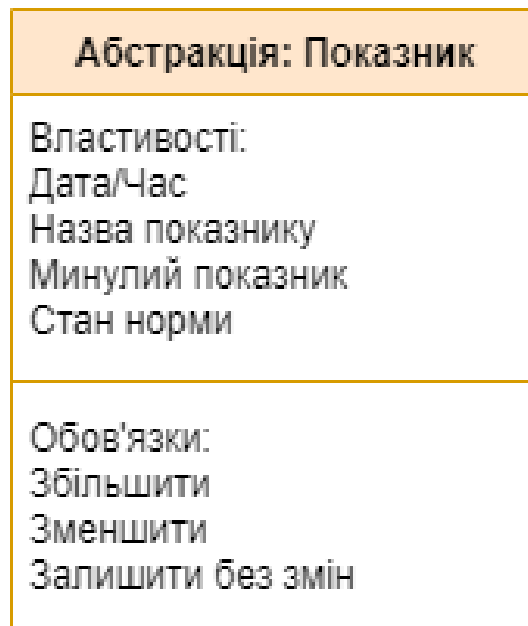 Абстракція: Показник
Властивості:
Дата/Час
Назва показнику
Минулий показник
Стан норми
Обов'язки:
Збільшити
Зменшити
Залишити без змін